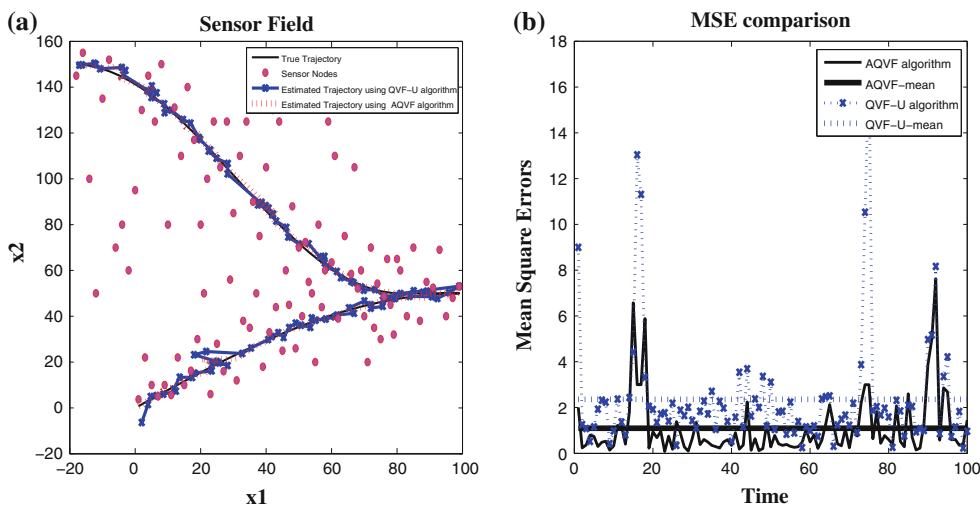 (a)
Sensor Field
True Trajectory
Sensor Nodes
Estimated Trajectory using QVF-U algorithm
Estimated Trajectory using AQVF algorithm
160
140
120
100
80
60
40
20
0
−20
x2
−20
0
20
40
60
80
100
x1
(b)
MSE comparison
AQVF algorithm
AQVF−mean
QVF−U algorithm
QVF−U−mean
16
14
12
10
8
6
4
2
0
Mean Square Errors
0
20
40
60
80
100
Time